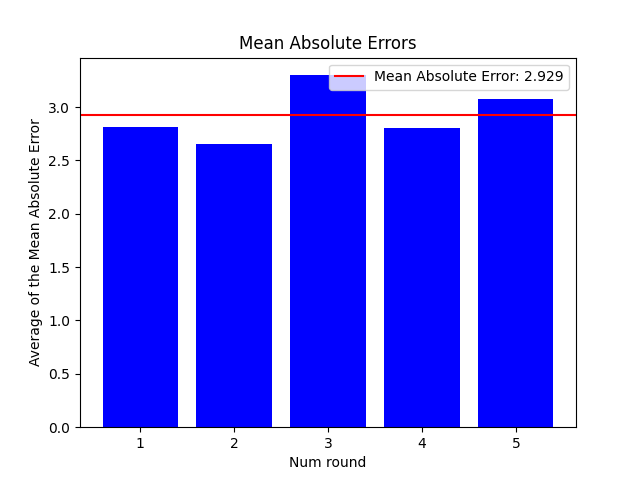 Mean Absolute Errors
Mean Absolute Error: 2.929
Average of the Mean Absolute Error
3.0
2.5
2.0
1.5
1.0
0.5
0.0
1 2 3 4 5
Num round